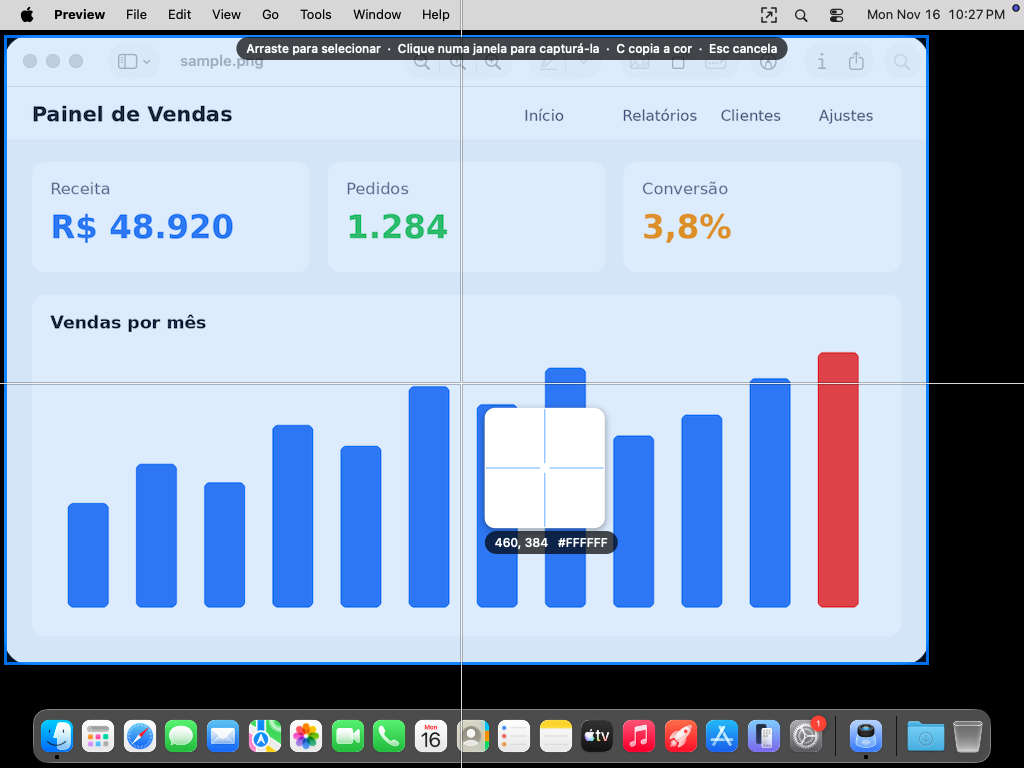 Preview File Edit View Go Tools Window Help Mon Nov 16 10:27 PM
Arraste para selecionar · Clique numa janela para capturá-la · C copia a cor · Esc cancela
sample.png
Painel de Vendas Início Relatórios Clientes Ajustes
Receita Pedidos Conversão
R$ 48.920 1.284 3,8%
Vendas por mês
460, 384 #FFFFFF
Mon
16
tv
1